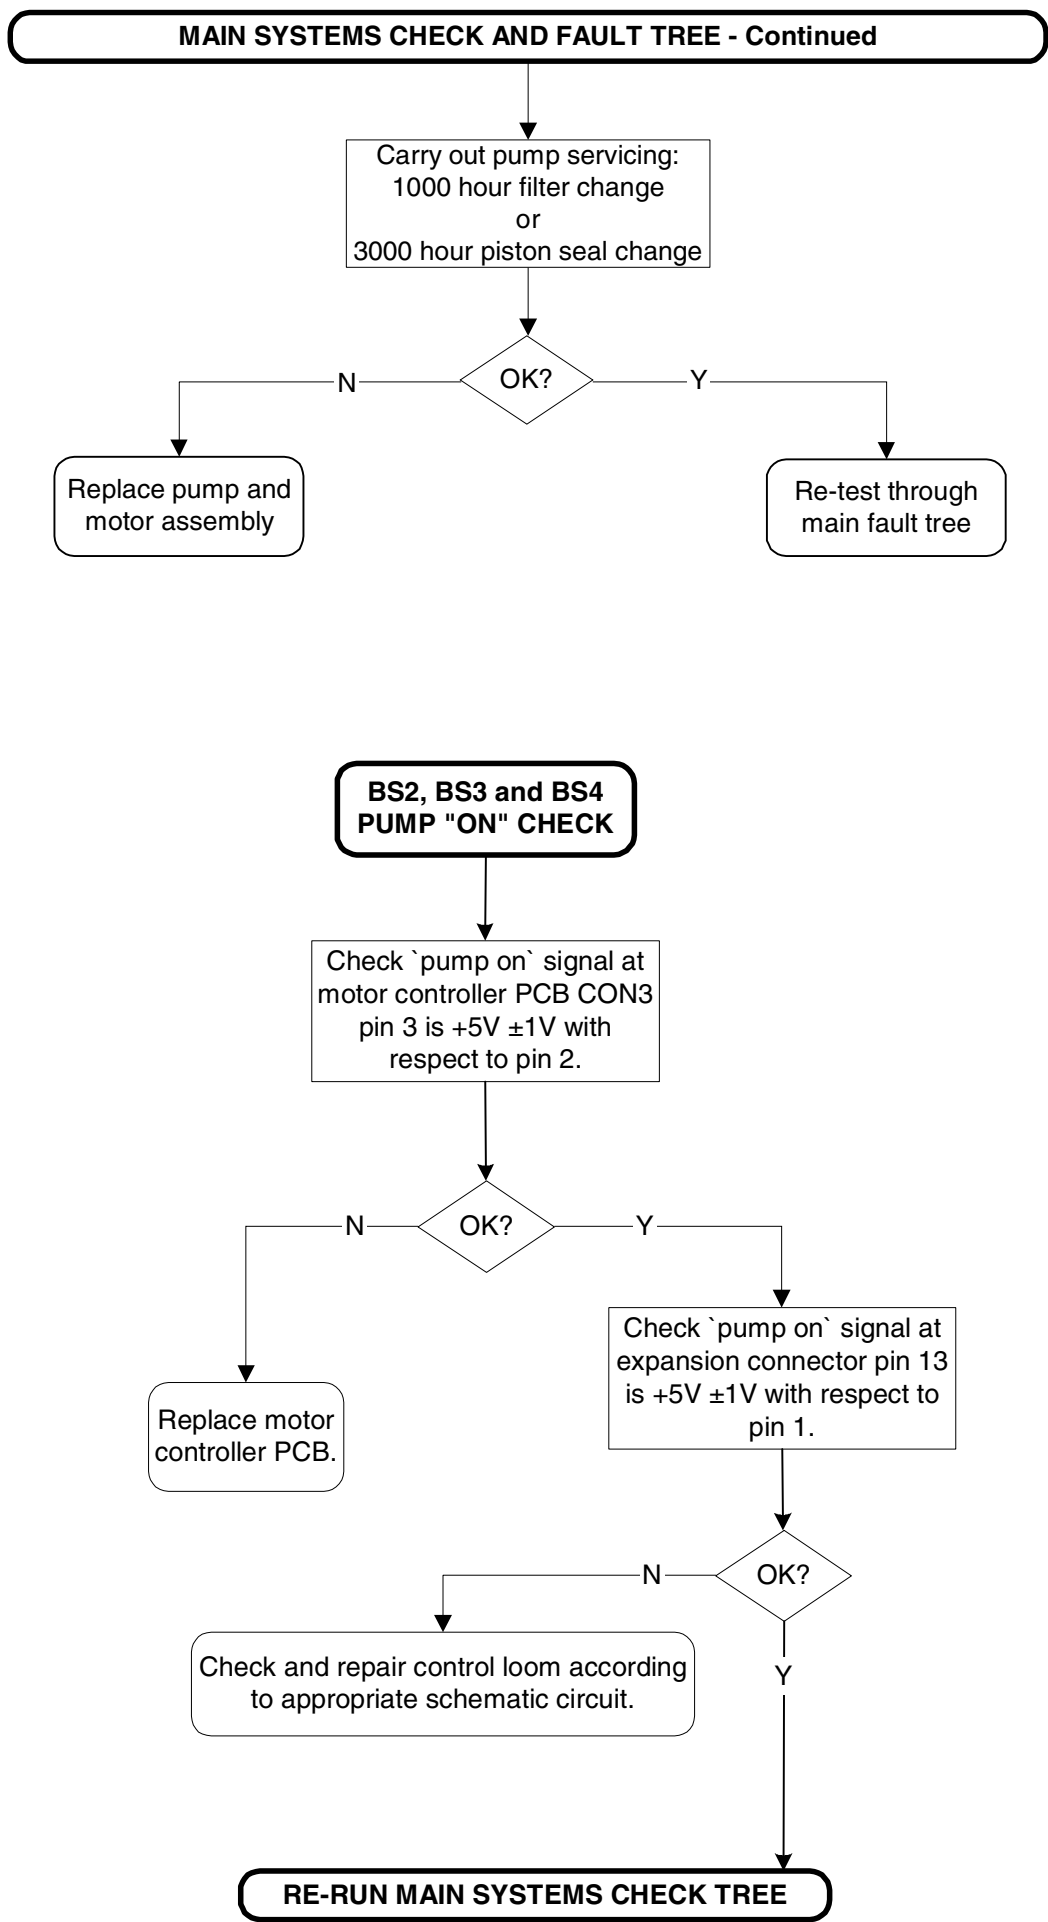 MAIN SYSTEMS CHECK AND FAULT TREE - Continued
Carry out pump servicing:
1000 hour filter change
or
3000 hour piston seal change
OK?
N
Y
Replace pump and
motor assembly
Re-test through
main fault tree
BS2, BS3 and BS4
PUMP "ON" CHECK
Check `pump on` signal at
motor controller PCB CON3
pin 3 is +5V ±1V with
respect to pin 2.
OK?
N
Y
Replace motor
controller PCB.
Check `pump on` signal at
expansion connector pin 13
is +5V ±1V with respect to
pin 1.
OK?
N
Y
Check and repair control loom according
to appropriate schematic circuit.
RE-RUN MAIN SYSTEMS CHECK TREE